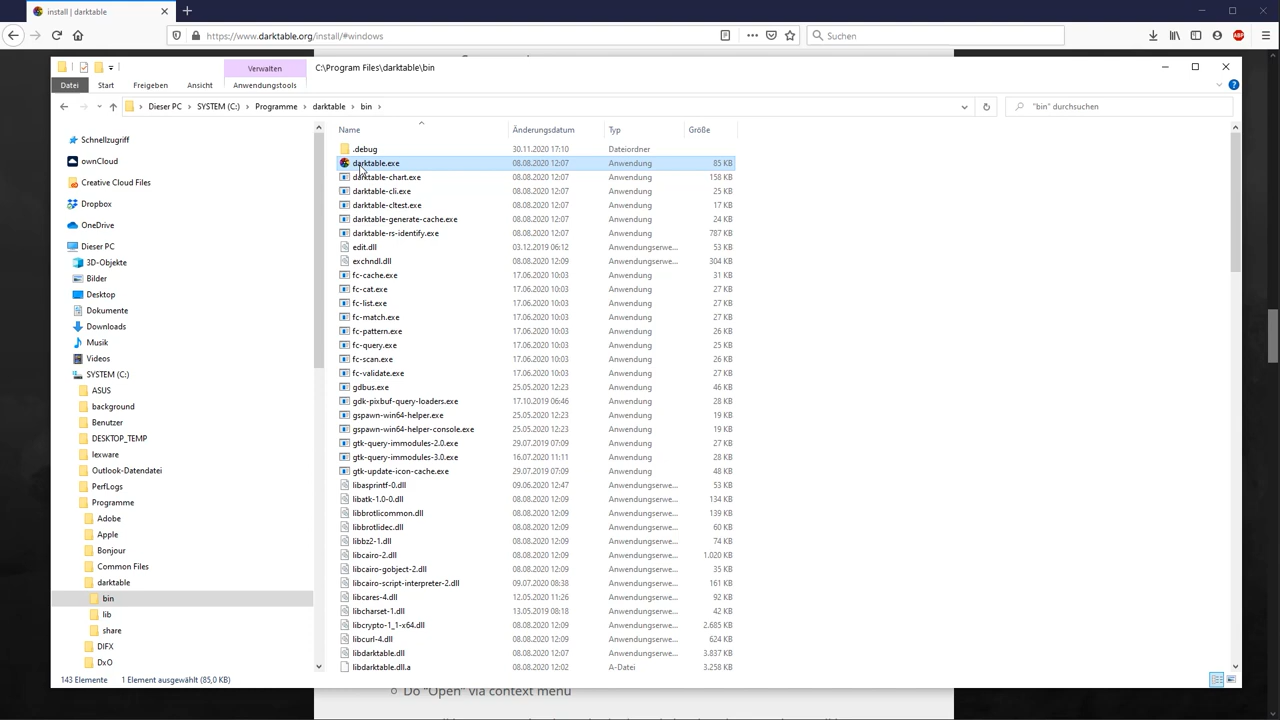 install | darktable
https://www.darktable.org/install/#windows
Suchen
ABP
Verwalten
C:\Program Files\darktable\bin
Datei Start Freigeben Ansicht Anwendungstools
Dieser PC > SYSTEM (C:) > Programme > darktable > bin >
"bin" durchsuchen
Name Änderungsdatum Typ Größe
Schnellzugriff
ownCloud
Creative Cloud Files
Dropbox
OneDrive
Dieser PC
3D-Objekte
Bilder
Desktop
Dokumente
Downloads
Musik
Videos
SYSTEM (C:)
ASUS
background
Benutzer
DESKTOP_TEMP
lexware
Outlook-Datendatei
PerfLogs
Programme
Adobe
Apple
Bonjour
Common Files
darktable
bin
lib
share
DIFX
DxO
.debug 30.11.2020 17:10 Dateiordner
darktable.exe 08.08.2020 12:07 Anwendung 85 KB
darktable-chart.exe 08.08.2020 12:07 Anwendung 158 KB
darktable-cli.exe 08.08.2020 12:07 Anwendung 25 KB
darktable-cltest.exe 08.08.2020 12:07 Anwendung 17 KB
darktable-generate-cache.exe 08.08.2020 12:07 Anwendung 24 KB
darktable-rs-identify.exe 08.08.2020 12:07 Anwendung 787 KB
edit.dll 03.12.2019 06:12 Anwendungserwe... 53 KB
exchndl.dll 08.08.2020 12:09 Anwendungserwe... 304 KB
fc-cache.exe 17.06.2020 10:03 Anwendung 31 KB
fc-cat.exe 17.06.2020 10:03 Anwendung 27 KB
fc-list.exe 17.06.2020 10:03 Anwendung 27 KB
fc-match.exe 17.06.2020 10:03 Anwendung 27 KB
fc-pattern.exe 17.06.2020 10:03 Anwendung 26 KB
fc-query.exe 17.06.2020 10:03 Anwendung 25 KB
fc-scan.exe 17.06.2020 10:03 Anwendung 26 KB
fc-validate.exe 17.06.2020 10:03 Anwendung 27 KB
gdbus.exe 25.05.2020 12:23 Anwendung 46 KB
gdk-pixbuf-query-loaders.exe 17.10.2019 06:46 Anwendung 28 KB
gspawn-win64-helper.exe 25.05.2020 12:23 Anwendung 19 KB
gspawn-win64-helper-console.exe 25.05.2020 12:23 Anwendung 19 KB
gtk-query-immodules-2.0.exe 29.07.2019 07:09 Anwendung 27 KB
gtk-query-immodules-3.0.exe 16.07.2020 11:11 Anwendung 28 KB
gtk-update-icon-cache.exe 29.07.2019 07:09 Anwendung 48 KB
libasprintf-0.dll 09.06.2020 12:47 Anwendungserwe... 53 KB
libatk-1.0-0.dll 08.08.2020 12:09 Anwendungserwe... 134 KB
libbrotlicommon.dll 08.08.2020 12:09 Anwendungserwe... 134 KB
libbrotlidec.dll 08.08.2020 12:09 Anwendungserwe... 60 KB
libbz2-1.dll 08.08.2020 12:09 Anwendungserwe... 74 KB
libcairo-2.dll 08.08.2020 12:09 Anwendungserwe... 1.020 KB
libcairo-gobject-2.dll 08.08.2020 12:09 Anwendungserwe... 35 KB
libcairo-script-interpreter-2.dll 09.07.2020 08:38 Anwendungserwe... 161 KB
libcares-4.dll 12.05.2020 11:26 Anwendungserwe... 92 KB
libcharset-1.dll 13.05.2019 08:18 Anwendungserwe... 42 KB
libcrypto-1_1-x64.dll 08.08.2020 12:09 Anwendungserwe... 2.685 KB
libcurl-4.dll 08.08.2020 12:09 Anwendungserwe... 624 KB
libdarktable.dll 08.08.2020 12:07 Anwendungserwe... 3.837 KB
libdarktable.dll.a 08.08.2020 12:02 A-Datei 3.258 KB
143 Elemente 1 Element ausgewählt (85,0 KB)
Do "Open" via context menu